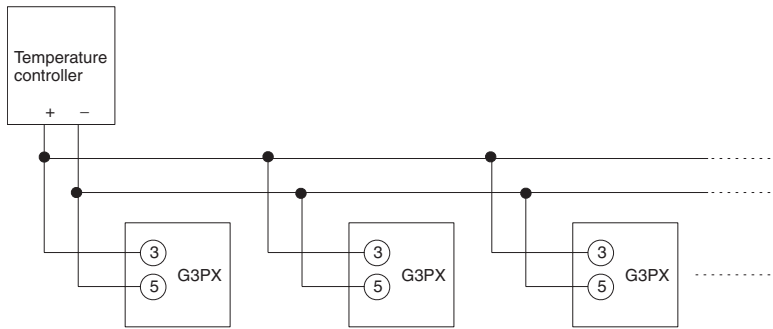 Temperature
controller
+ −
3 3 3
G3PX G3PX G3PX
5 5 5